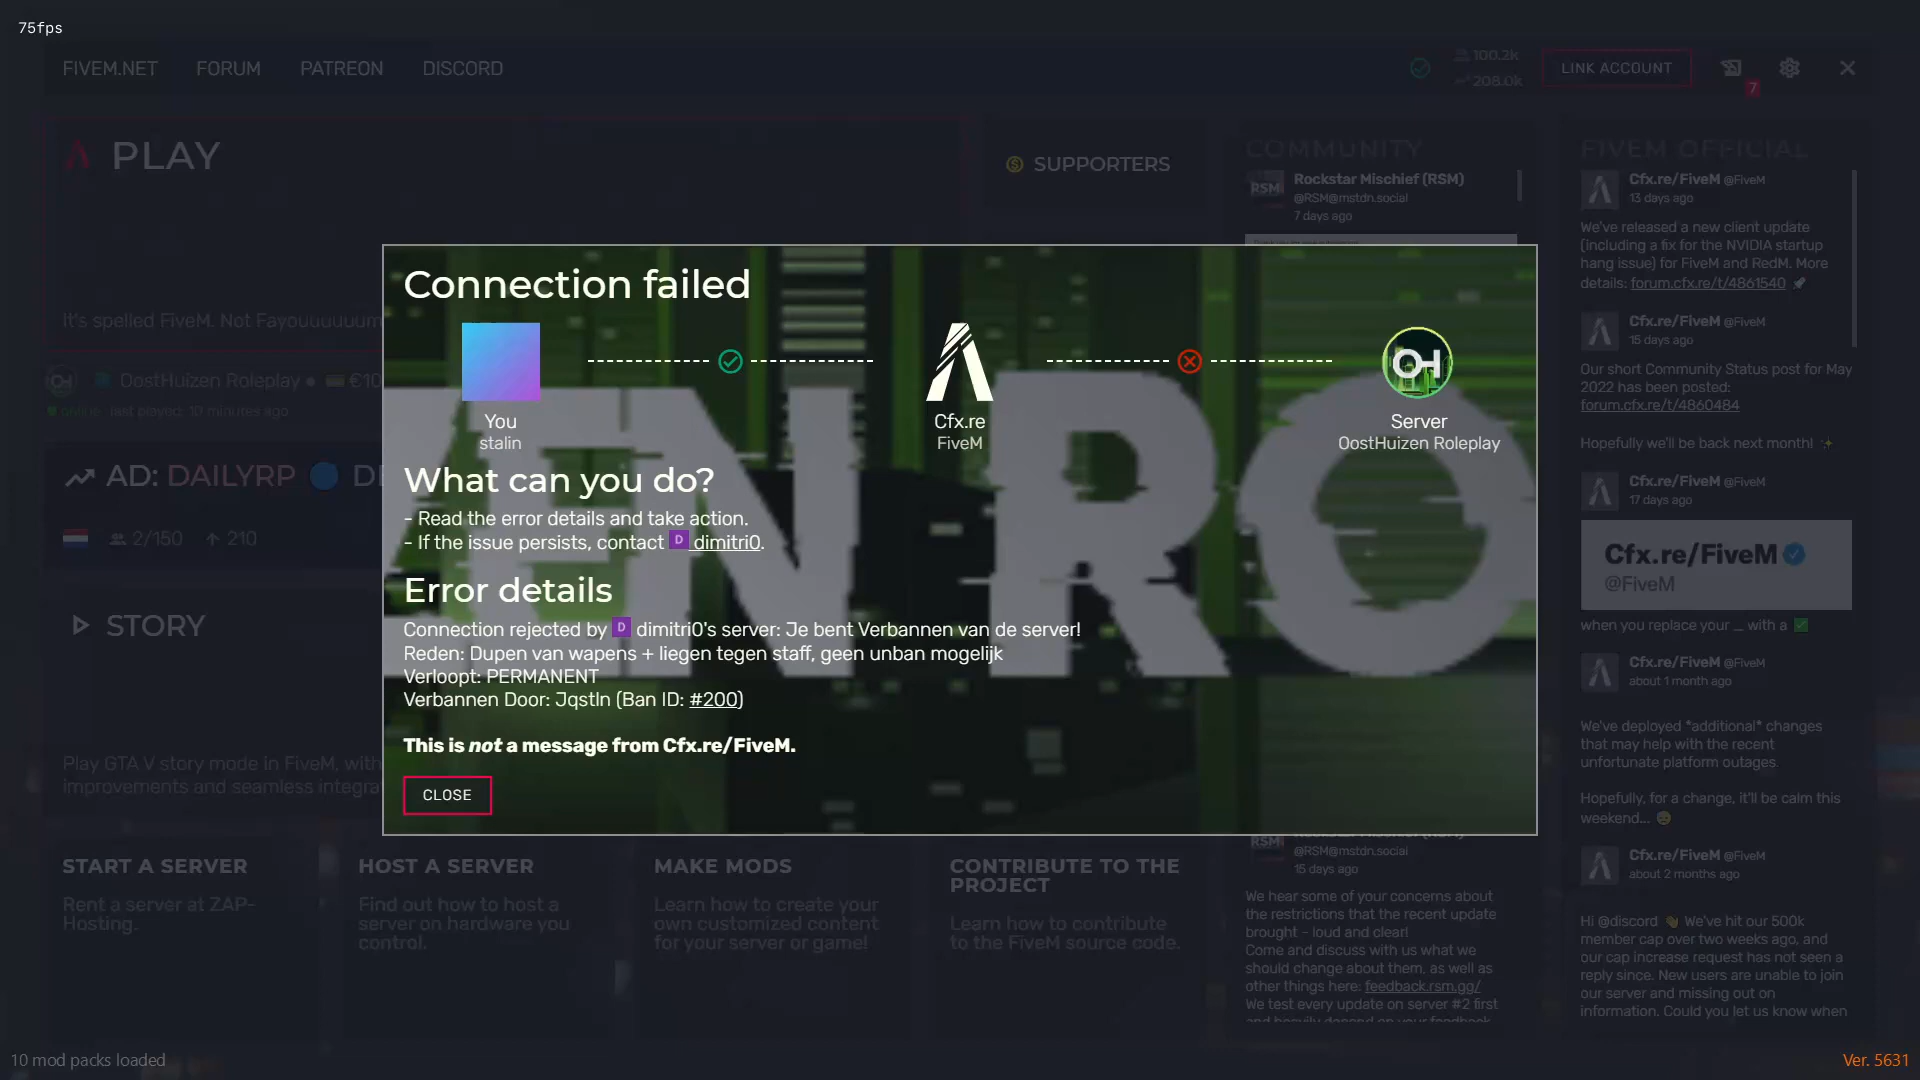 75fps
FIVEM.NET
FORUM
PATREON
DISCORD
100.2k
208.0k
LINK ACCOUNT
7
PLAY
It's spelled FiveM. Not Fayouuuuuum
OostHuizen Roleplay
€10
online last played: 10 minutes ago
AD: DAILYRP
2/150
210
STORY
Play GTA V story mode in FiveM, with
improvements and seamless
SUPPORTERS
COMMUNITY
RSM
Rockstar Mischief (RSM)
@RSM@mstdn.social
7 days ago
Connection failed
You
stalin
Cfx.re
FiveM
OH
Server
OostHuizen Roleplay
EN RO
What can you do?
- Read the error details and take action.
- If the issue persists, contact D dimitri0.
Error details
Connection rejected by D dimitri0's server: Je bent Verbannen van de server!
Reden: Dupen van wapens + liegen tegen staff, geen unban mogelijk
Verloopt: PERMANENT
Verbannen Door: Jqstln (Ban ID: #200)
This is not a message from Cfx.re/FiveM.
CLOSE
START A SERVER
Rent a server at ZAP-
Hosting.
HOST A SERVER
Find out how to host a
server on hardware you
control.
MAKE MODS
Learn how to create your
own customized content
for your server or game!
CONTRIBUTE TO THE
PROJECT
Learn how to contribute
to the FiveM source code.
RSM
@RSM@mstdn.social
15 days ago
We hear some of your concerns about
the restrictions that the recent update
brought - loud and clear!
Come and discuss with us what we
should change about them, as well as
other things here: feedback.rsm.gg/
We test every update on server #2 first
FIVEM OFFICIAL
Cfx.re/FiveM @FiveM
13 days ago
We've released a new client update
(including a fix for the NVIDIA startup
hang issue) for FiveM and RedM. More
details: forum.cfx.re/t/4861540 🚀
Cfx.re/FiveM @FiveM
15 days ago
Our short Community Status post for May
2022 has been posted:
forum.cfx.re/t/4860484
Hopefully we'll be back next month! ✨
Cfx.re/FiveM @FiveM
17 days ago
Cfx.re/FiveM
@FiveM
when you replace your _ with a ✅
Cfx.re/FiveM @FiveM
about 1 month ago
We've deployed *additional* changes
that may help with the recent
unfortunate platform outages.
Hopefully, for a change, it'll be calm this
weekend... 😥
Cfx.re/FiveM @FiveM
about 2 months ago
Hi @discord 👋 We've hit our 500k
member cap over two weeks ago, and
our cap increase request has not seen a
reply since. New users are unable to join
our server and missing out on
information. Could you let us know when
10 mod packs loaded
Ver. 5631